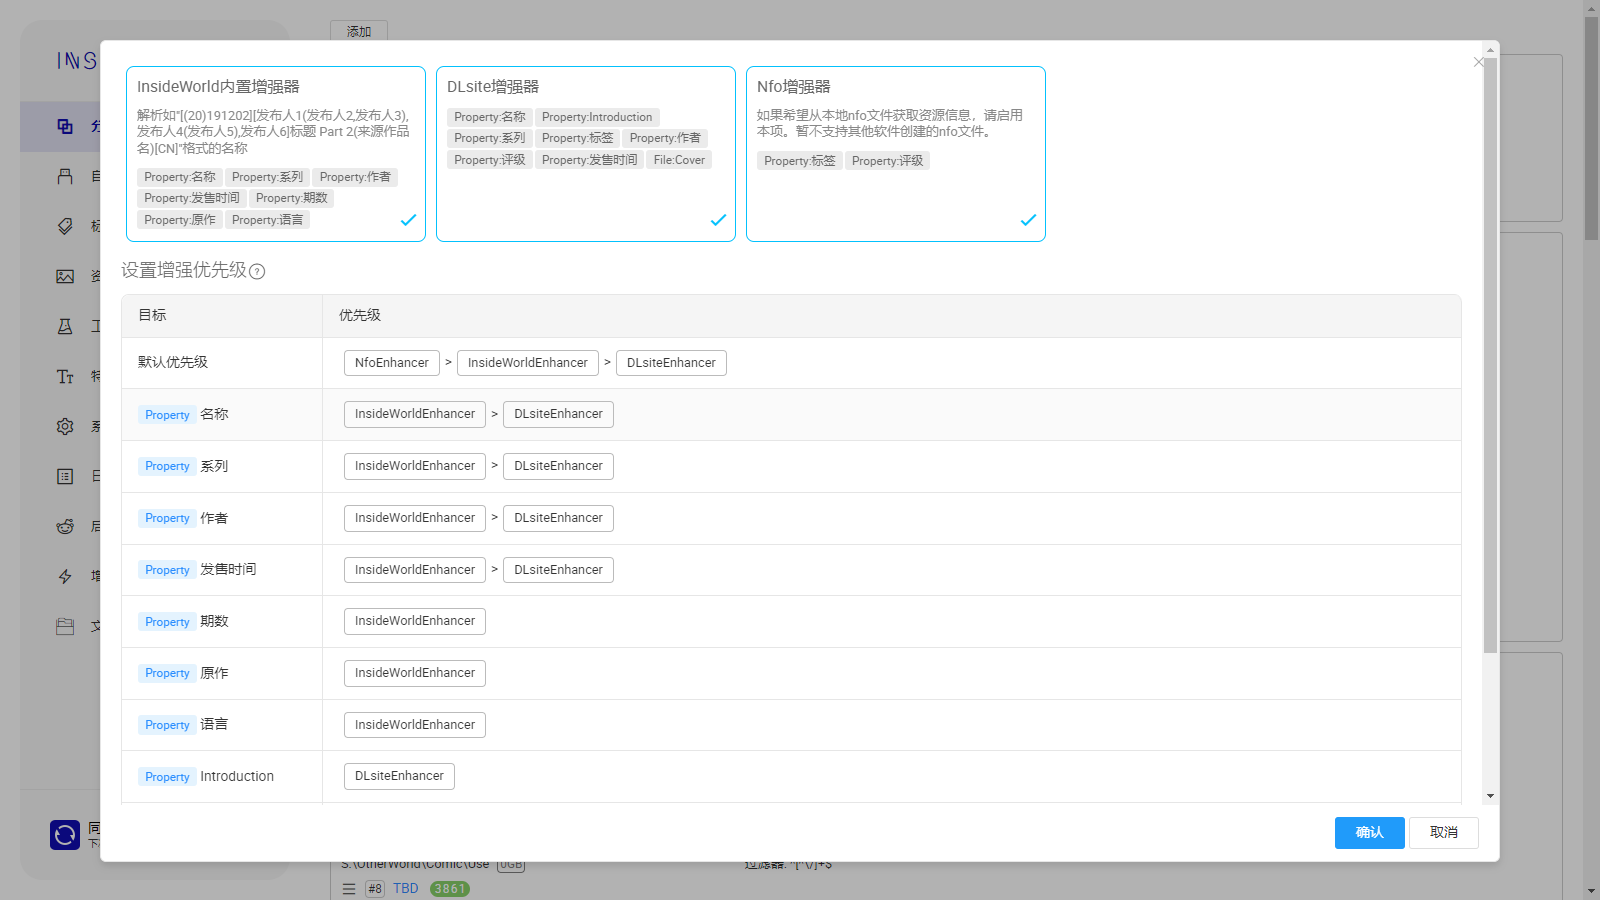 添加
INS
InsideWorld内置增强器
解析如"[(20)191202][发布人1(发布人2,发布人3),
发布人4(发布人5),发布人6]标题 Part 2(来源作品
名)[CN]"格式的名称
Property:名称 Property:系列 Property:作者
Property:发售时间 Property:期数
Property:原作 Property:语言
DLsite增强器
Property:名称 Property:Introduction
Property:系列 Property:标签 Property:作者
Property:评级 Property:发售时间 File:Cover
Nfo增强器
如果希望从本地nfo文件获取资源信息，请启用
本项。暂不支持其他软件创建的nfo文件。
Property:标签 Property:评级
设置增强优先级?
目标 优先级
默认优先级 NfoEnhancer > InsideWorldEnhancer > DLsiteEnhancer
Property 名称 InsideWorldEnhancer > DLsiteEnhancer
Property 系列 InsideWorldEnhancer > DLsiteEnhancer
Property 作者 InsideWorldEnhancer > DLsiteEnhancer
Property 发售时间 InsideWorldEnhancer > DLsiteEnhancer
Property 期数 InsideWorldEnhancer
Property 原作 InsideWorldEnhancer
Property 语言 InsideWorldEnhancer
Property Introduction DLsiteEnhancer
确认 取消
S:\OtherWorld\Comic\Use 0GB
#8 TBD 3861